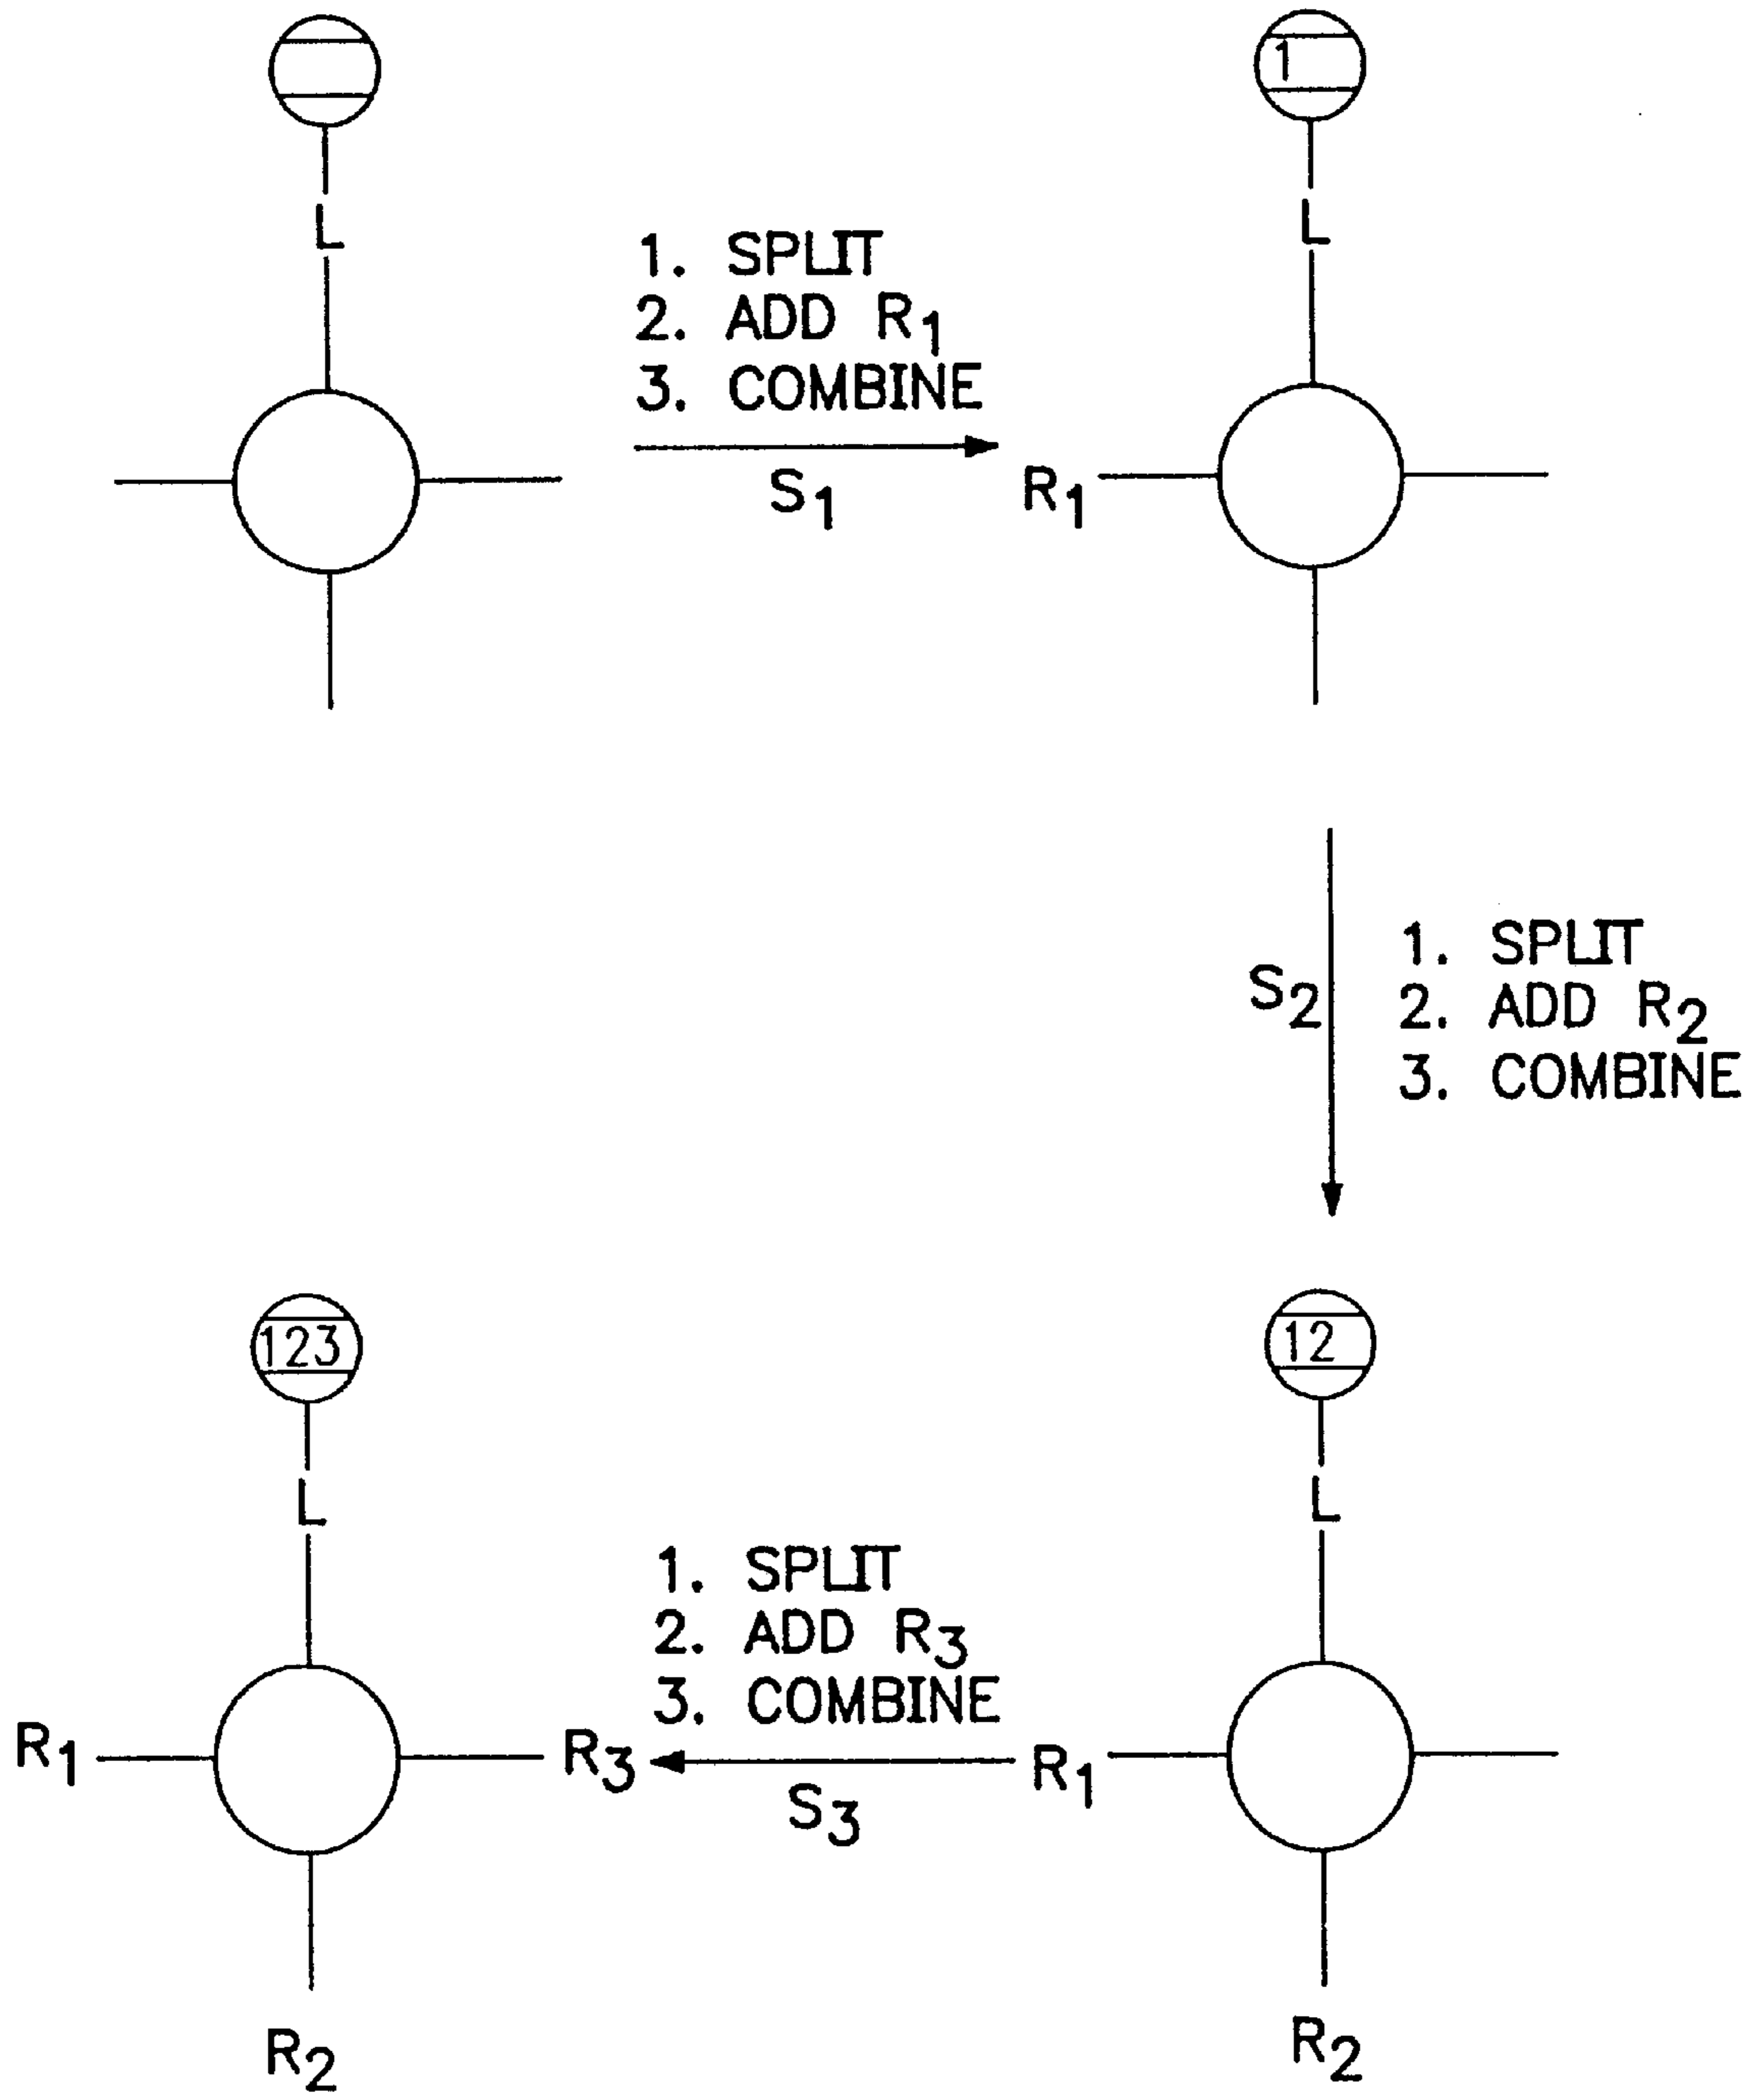 1
L
L
1. SPLIT
2. ADD R1
3. COMBINE
S1
R1
S2
1. SPLIT
2. ADD R2
3. COMBINE
123
12
L
L
1. SPLIT
2. ADD R3
3. COMBINE
R1
R3
R1
S3
R2
R2